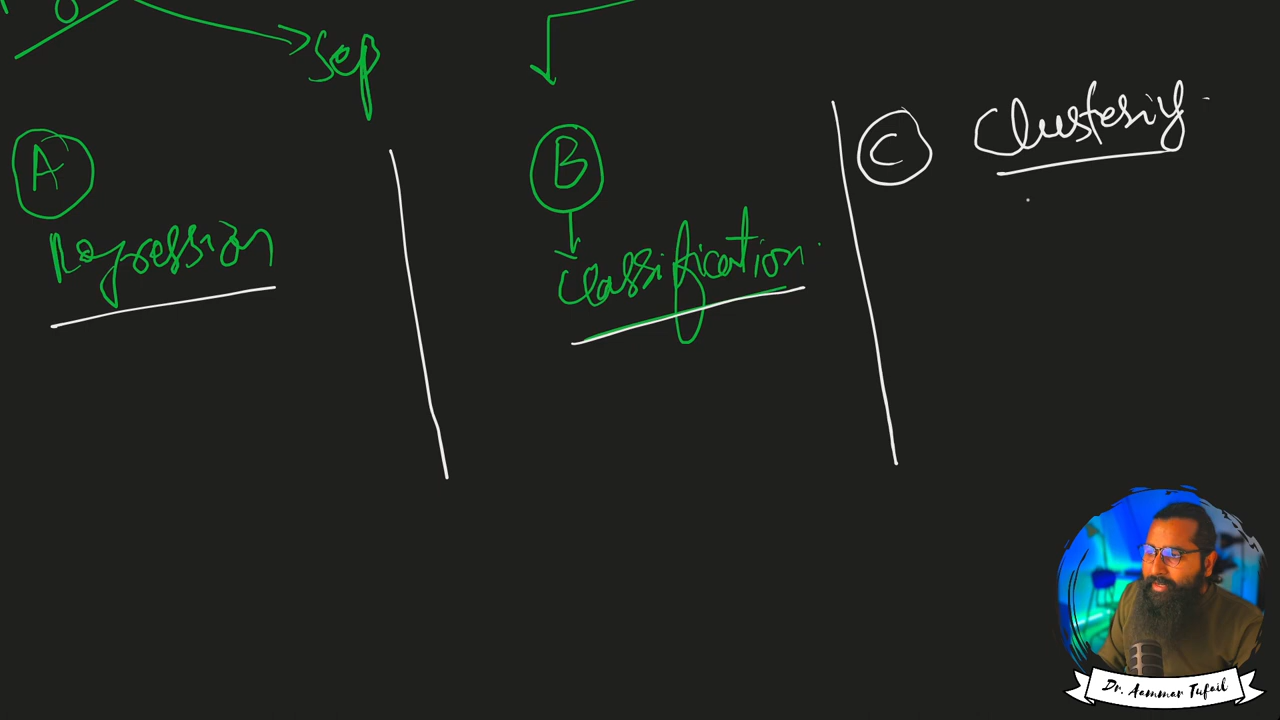 Sep
A
Regression
B
Classification
C
Clustering
Dr. Aammar Tufail